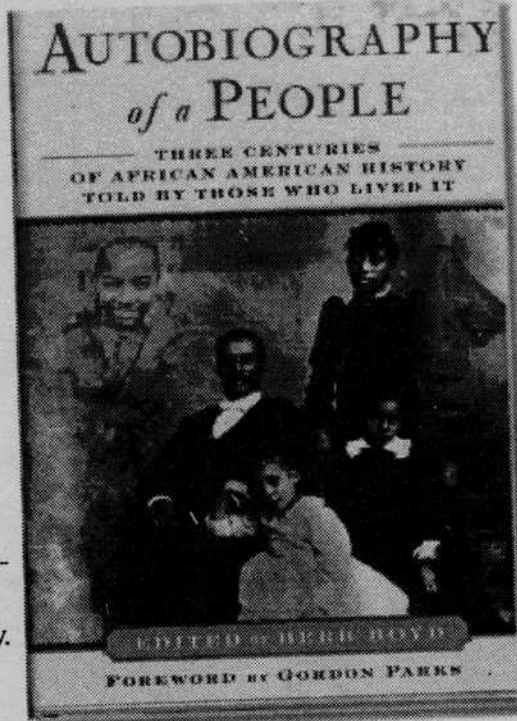 AUTOBIOGRAPHY
of a PEOPLE
THREE CENTURIES
OF AFRICAN AMERICAN HISTORY
TOLD BY THOSE WHO LIVED IT
EDITED BY HERB BOYD
FOREWORD BY GORDON PARKS